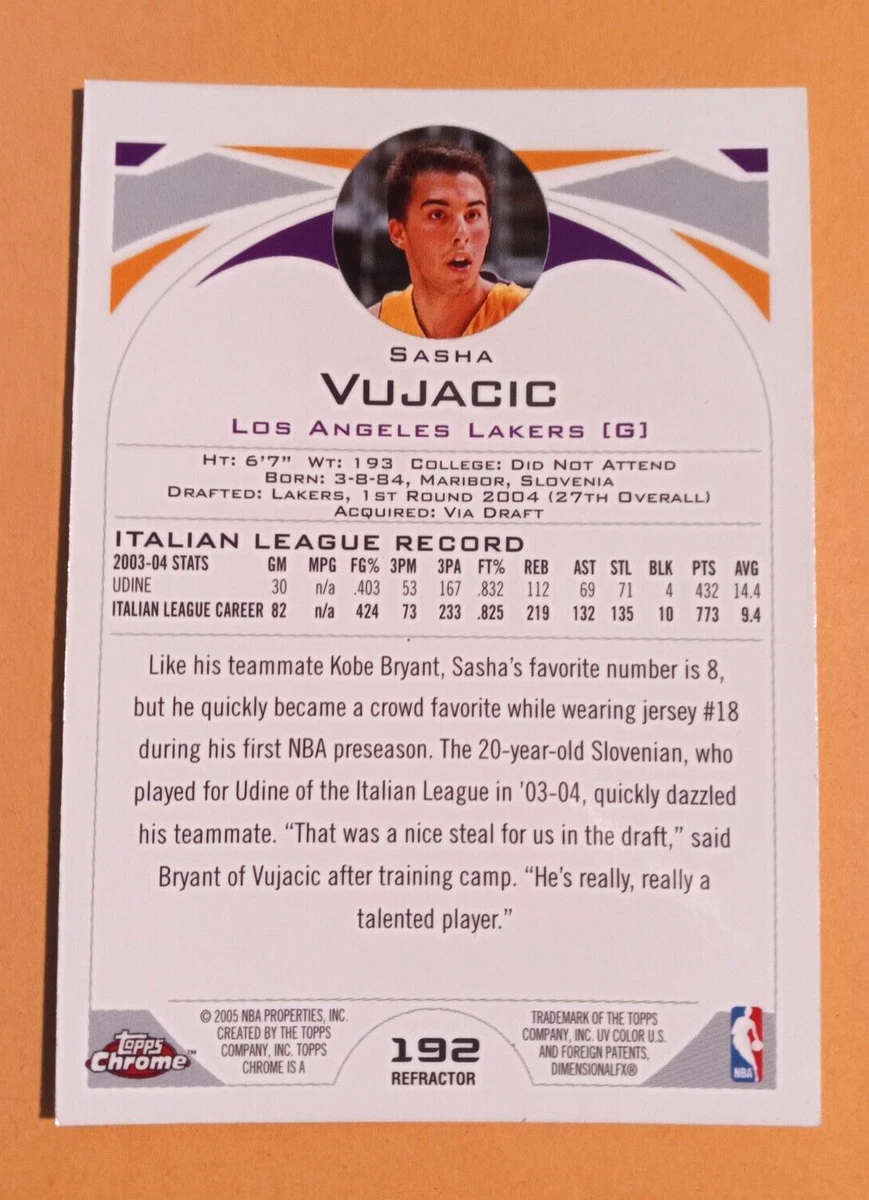 SASHA
VUJACIC
LOS ANGELES LAKERS [G]
HT: 6'7" WT: 193 COLLEGE: DID NOT ATTEND
BORN: 3-8-84, MARIBOR, SLOVENIA
DRAFTED: LAKERS, 1ST ROUND 2004 (27TH OVERALL)
ACQUIRED: VIA DRAFT
ITALIAN LEAGUE RECORD
2003-04 STATS GM MPG FG% 3PM 3PA FT% REB AST STL BLK PTS AVG
UDINE 30 n/a .403 53 167 .832 112 69 71 4 432 14.4
ITALIAN LEAGUE CAREER 82 n/a 424 73 233 .825 219 132 135 10 773 9.4
Like his teammate Kobe Bryant, Sasha's favorite number is 8,
but he quickly became a crowd favorite while wearing jersey #18
during his first NBA preseason. The 20-year-old Slovenian, who
played for Udine of the Italian League in '03-04, quickly dazzled
his teammate. “That was a nice steal for us in the draft,” said
Bryant of Vujacic after training camp. “He's really, really a
talented player.”
© 2005 NBA PROPERTIES, INC.
CREATED BY THE TOPPS
COMPANY, INC. TOPPS
CHROME IS A
TRADEMARK OF THE TOPPS
COMPANY, INC. UV COLOR U.S.
AND FOREIGN PATENTS,
DIMENSIONALFX®
Topps
Chrome™
192
REFRACTOR
NBA